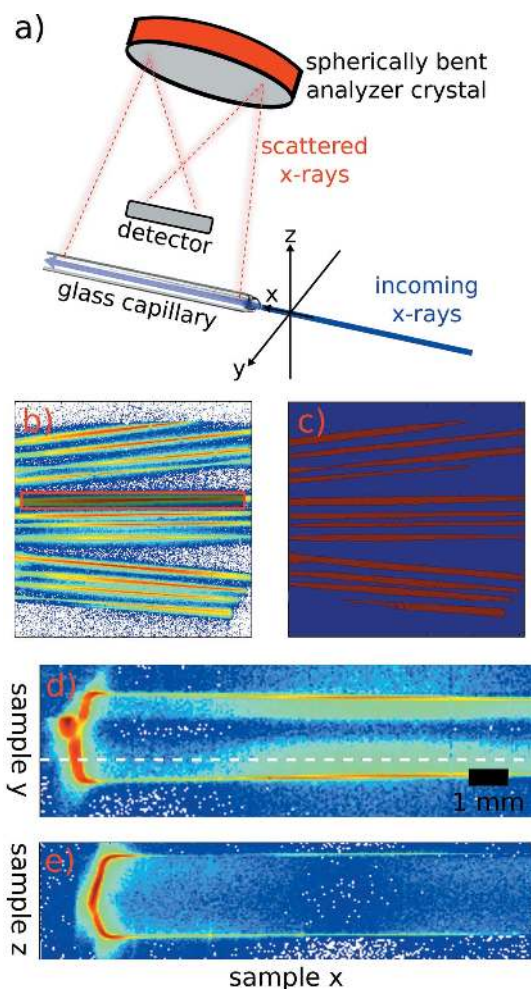 a)
spherically bent
analyzer crystal
scattered
x-rays
detector
z
glass capillary
x
incoming
x-rays
y
b)
c)
d)
sample y
1 mm
e)
sample z
sample x